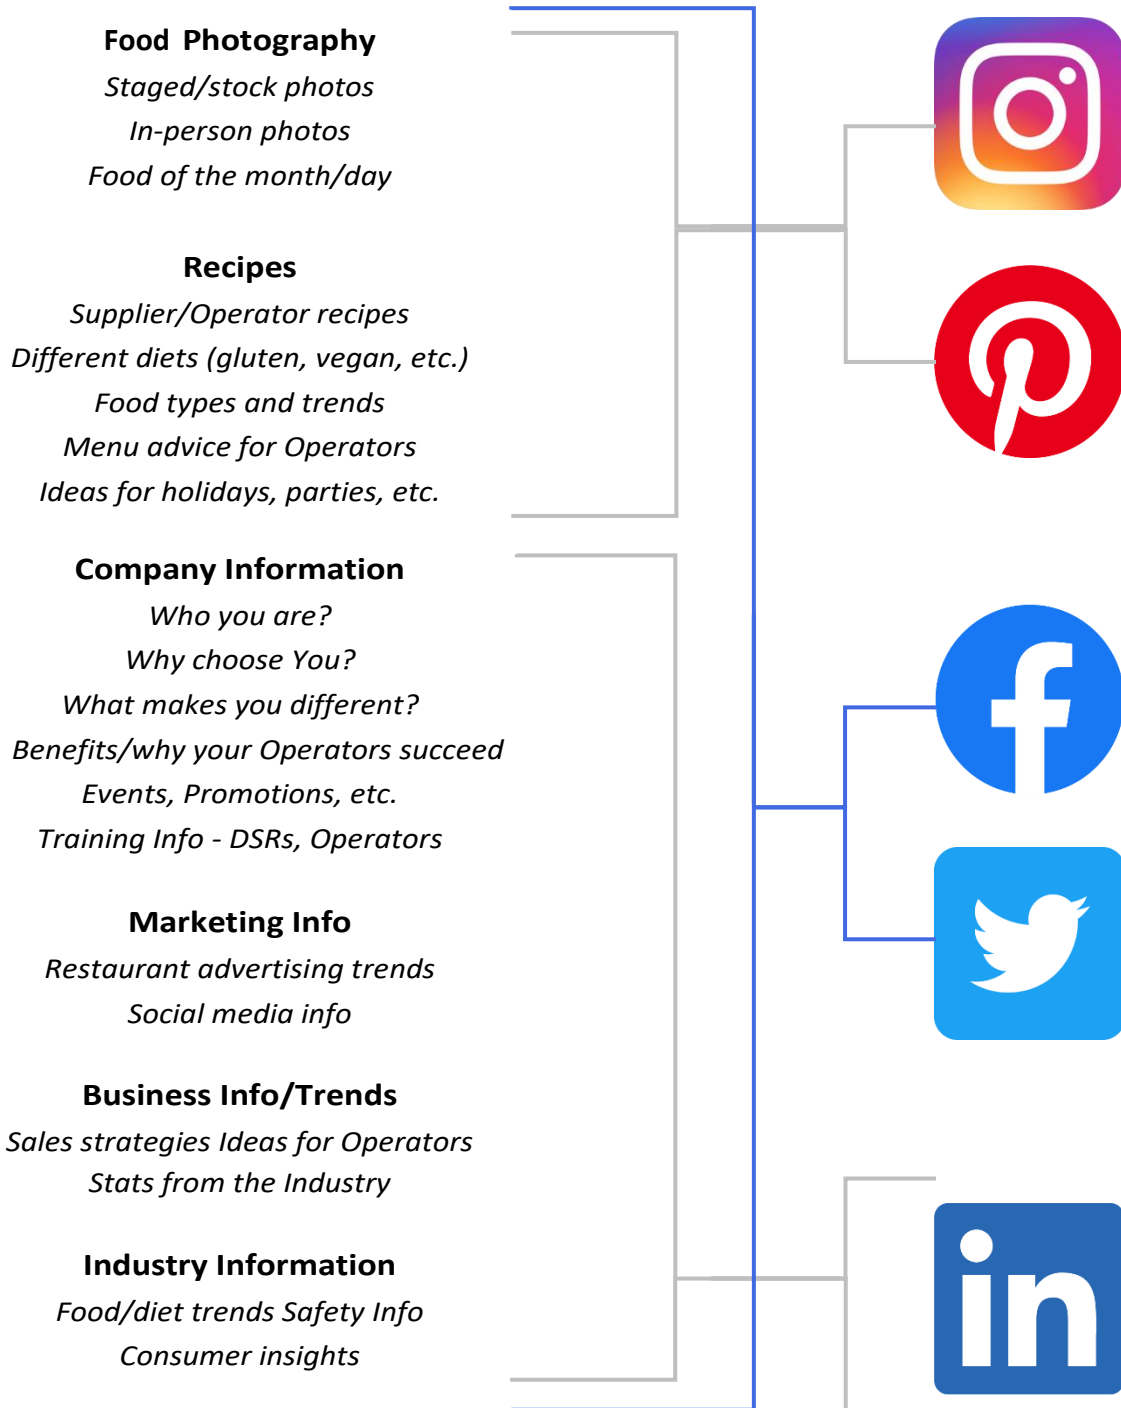 Food Photography
Staged/stock photos
In-person photos
Food of the month/day
Recipes
Supplier/Operator recipes
Different diets (gluten, vegan, etc.)
Food types and trends
Menu advice for Operators
Ideas for holidays, parties, etc.
Company Information
Who you are?
Why choose You?
What makes you different?
Benefits/why your Operators succeed
Events, Promotions, etc.
Training Info - DSRs, Operators
Marketing Info
Restaurant advertising trends
Social media info
Business Info/Trends
Sales strategies Ideas for Operators
Stats from the Industry
Industry Information
Food/diet trends Safety Info
Consumer insights
in